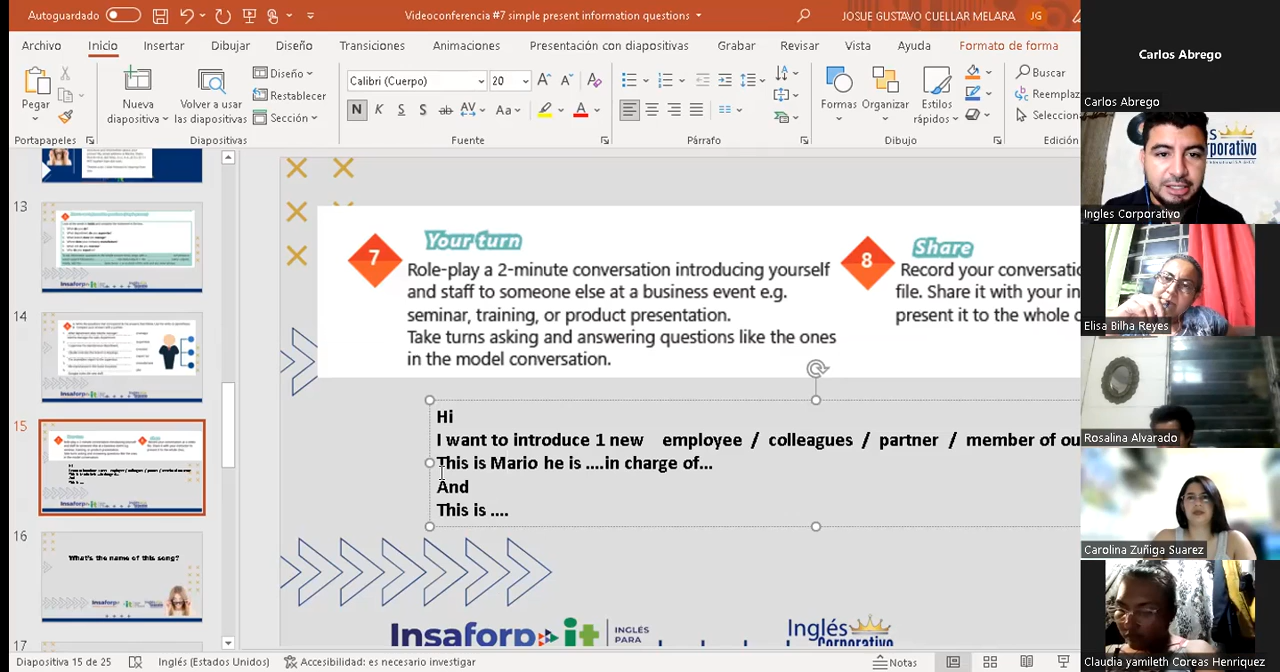 Autoguardado
Videoconferencia #7 simple present information questions
JOSUE GUSTAVO CUELLAR MELARA
JG
Archivo Inicio Insertar Dibujar Diseño Transiciones Animaciones Presentación con diapositivas Grabar Revisar Vista Ayuda Formato de forma
Pegar
Nueva diapositiva
Volver a usar las diapositivas
Diseño
Restablecer
Sección
Calibri (Cuerpo) 20
N K S S ab AV Aa A
Formas Organizar Estilos rápidos
Buscar
Reemplaz
Seleccion
Portapapeles Diapositivas Fuente Párrafo Dibujo
13
14
15
16
What's the name of this song?
17
7 Your turn
Role-play a 2-minute conversation introducing yourself
and staff to someone else at a business event e.g.
seminar, training, or product presentation.
Take turns asking and answering questions like the ones
in the model conversation.
8 Share
Record your conversatio
file. Share it with your in
present it to the whole c
Hi
I want to introduce 1 new employee / colleagues / partner / member of ou
This is Mario he is ....in charge of...
And
This is ....
Insaforp it INGLÉS
PARA
Inglés
Corporativo
Carlos Abrego
Carlos Abrego
Ingles Corporativo
Elisa Bilha Reyes
Rosalina Alvarado
Carolina Zuñiga Suarez
Claudia yamileth Coreas Henriquez
Diapositiva 15 de 25 Inglés (Estados Unidos) Accesibilidad: es necesario investigar Notas